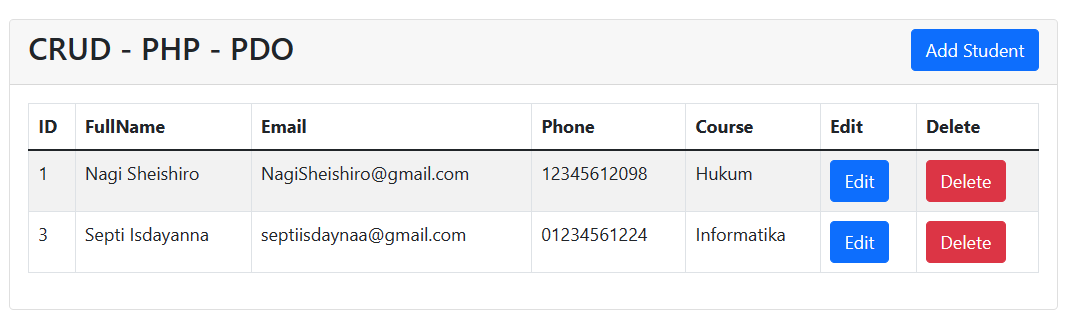 CRUD - PHP - PDO Add Student
ID FullName Email Phone Course Edit Delete
1 Nagi Sheishiro NagiSheishiro@gmail.com 12345612098 Hukum Edit Delete
3 Septi Isdayanna septiisdaynaa@gmail.com 01234561224 Informatika Edit Delete